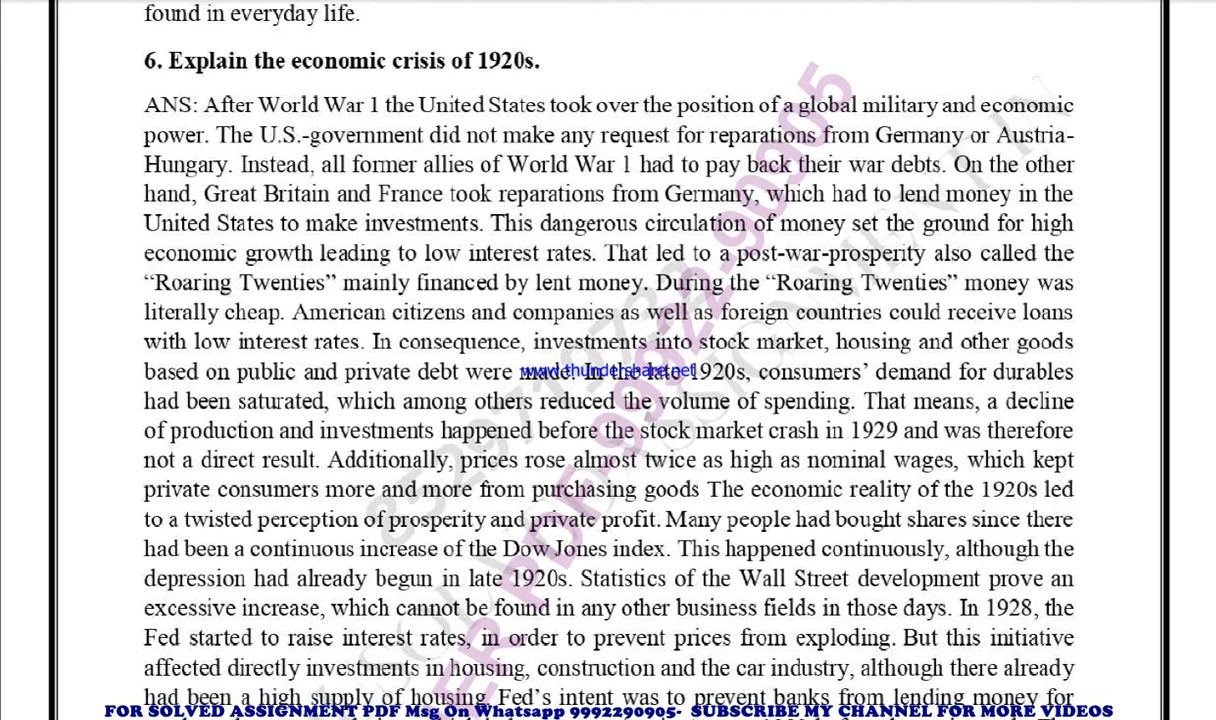 found in everyday life.
6. Explain the economic crisis of 1920s.
ANS: After World War 1 the United States took over the position of a global military and economic
power. The U.S.-government did not make any request for reparations from Germany or Austria-
Hungary. Instead, all former allies of World War 1 had to pay back their war debts. On the other
hand, Great Britain and France took reparations from Germany, which had to lend money in the
United States to make investments. This dangerous circulation of money set the ground for high
economic growth leading to low interest rates. That led to a post-war-prosperity also called the
“Roaring Twenties” mainly financed by lent money. During the “Roaring Twenties” money was
literally cheap. American citizens and companies as well as foreign countries could receive loans
with low interest rates. In consequence, investments into stock market, housing and other goods
based on public and private debt were made. In the late 1920s, consumers’ demand for durables
www.thundershare.net
had been saturated, which among others reduced the volume of spending. That means, a decline
of production and investments happened before the stock market crash in 1929 and was therefore
not a direct result. Additionally, prices rose almost twice as high as nominal wages, which kept
private consumers more and more from purchasing goods The economic reality of the 1920s led
to a twisted perception of prosperity and private profit. Many people had bought shares since there
had been a continuous increase of the Dow Jones index. This happened continuously, although the
depression had already begun in late 1920s. Statistics of the Wall Street development prove an
excessive increase, which cannot be found in any other business fields in those days. In 1928, the
Fed started to raise interest rates, in order to prevent prices from exploding. But this initiative
affected directly investments in housing, construction and the car industry, although there already
had been a high supply of housing. Fed’s intent was to prevent banks from lending money for
FOR SOLVED ASSIGNMENT PDF Msg On Whatsapp 9992290905- SUBSCRIBE MY CHANNEL FOR MORE VIDEOS
PDF-99922-90905